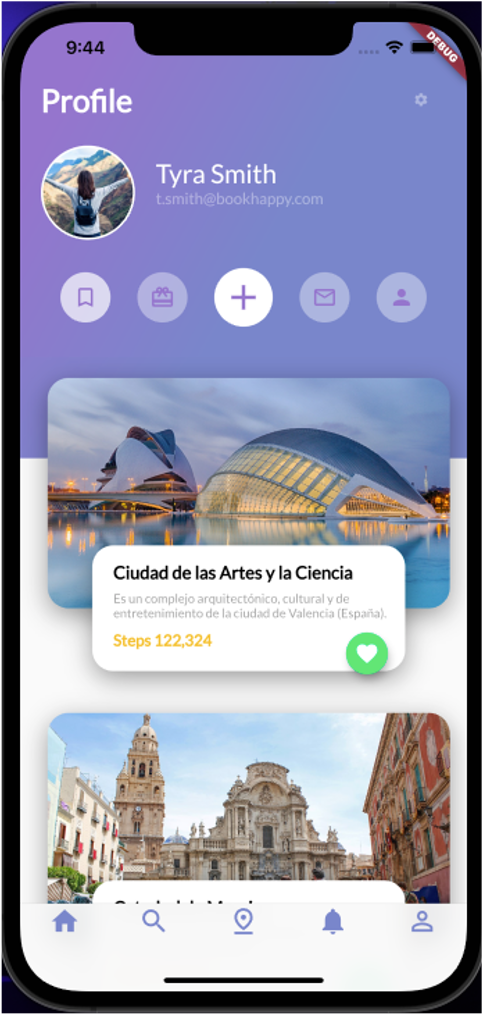 9:44
DEBUG
Profile
Tyra Smith
t.smith@bookhappy.com
Ciudad de las Artes y la Ciencia
Es un complejo arquitectónico, cultural y de
entretenimiento de la ciudad de Valencia (España).
Steps 122,324